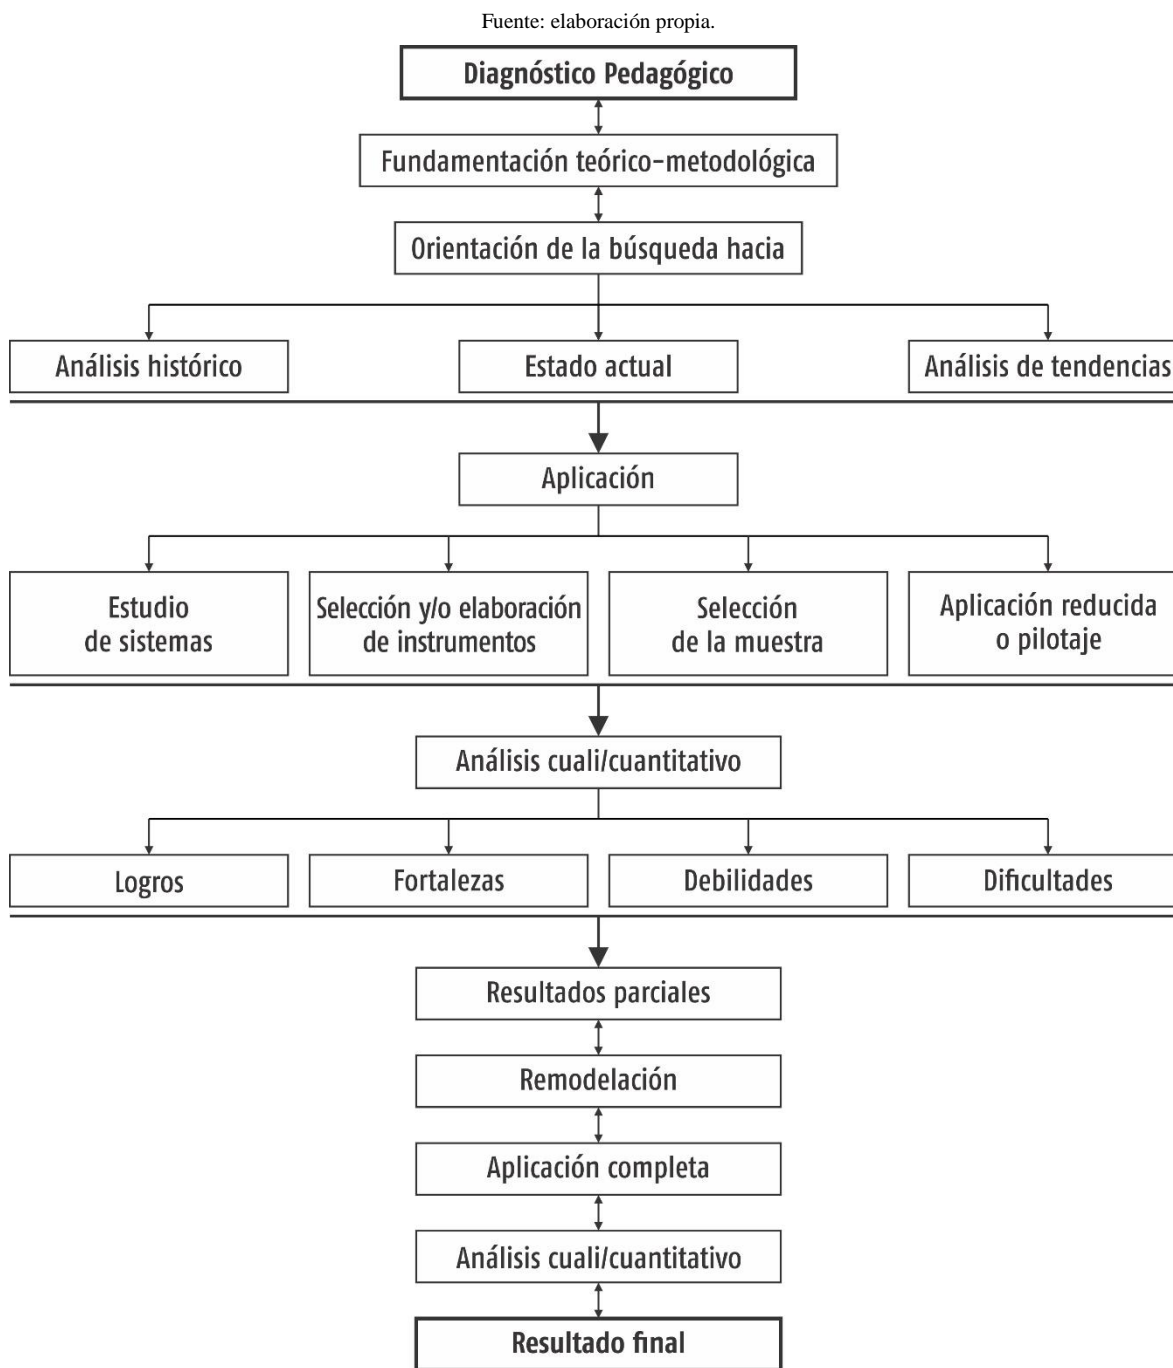 Fuente: elaboración propia.
Diagnóstico Pedagógico
Fundamentación teórico-metodológica
Orientación de la búsqueda hacia
Análisis histórico
Estado actual
Análisis de tendencias
Aplicación
Estudio
de sistemas
Selección y/o elaboración
de instrumentos
Selección
de la muestra
Aplicación reducida
o pilotaje
Análisis cuali/cuantitativo
Logros
Fortalezas
Debilidades
Dificultades
Resultados parciales
Remodelación
Aplicación completa
Análisis cuali/cuantitativo
Resultado final